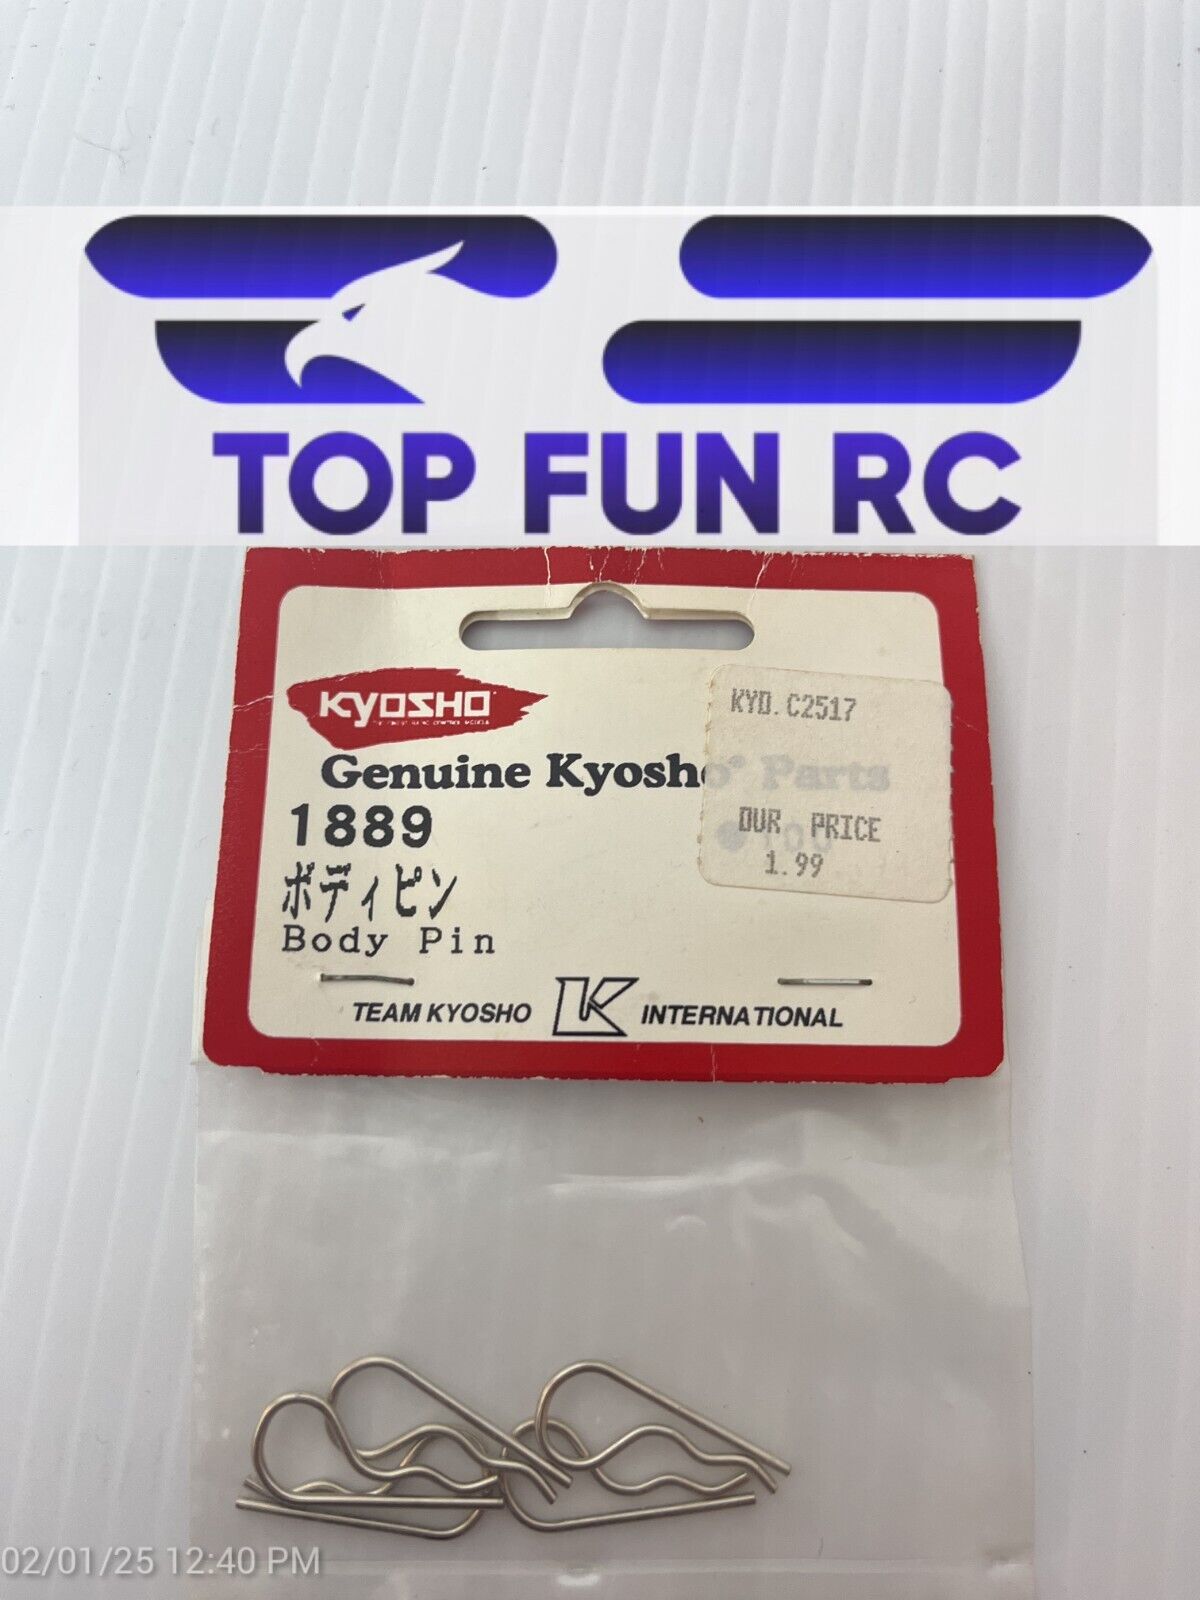 TOP FUN RC
KYOSHO
Genuine Kyosho Parts
KYO.C2517
1889
OUR PRICE
1.99
ボディピン
Body Pin
TEAM KYOSHO K INTERNATIONAL
02/01/25 12:40 PM